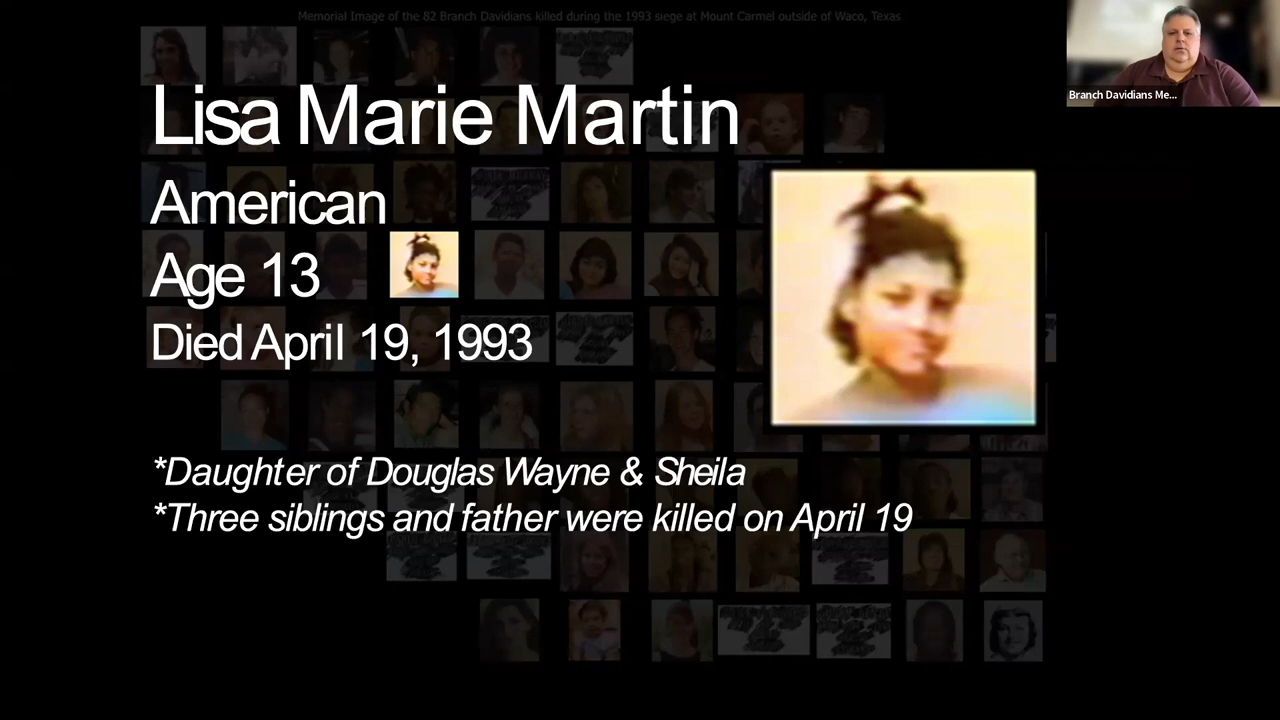 Memorial Image of the 82 Branch Davidians killed during the 1993 siege at Mount Carmel outside of Waco, Texas
Branch Davidians Me...
Lisa Marie Martin
American
Age 13
Died April 19, 1993
*Daughter of Douglas Wayne & Sheila
*Three siblings and father were killed on April 19